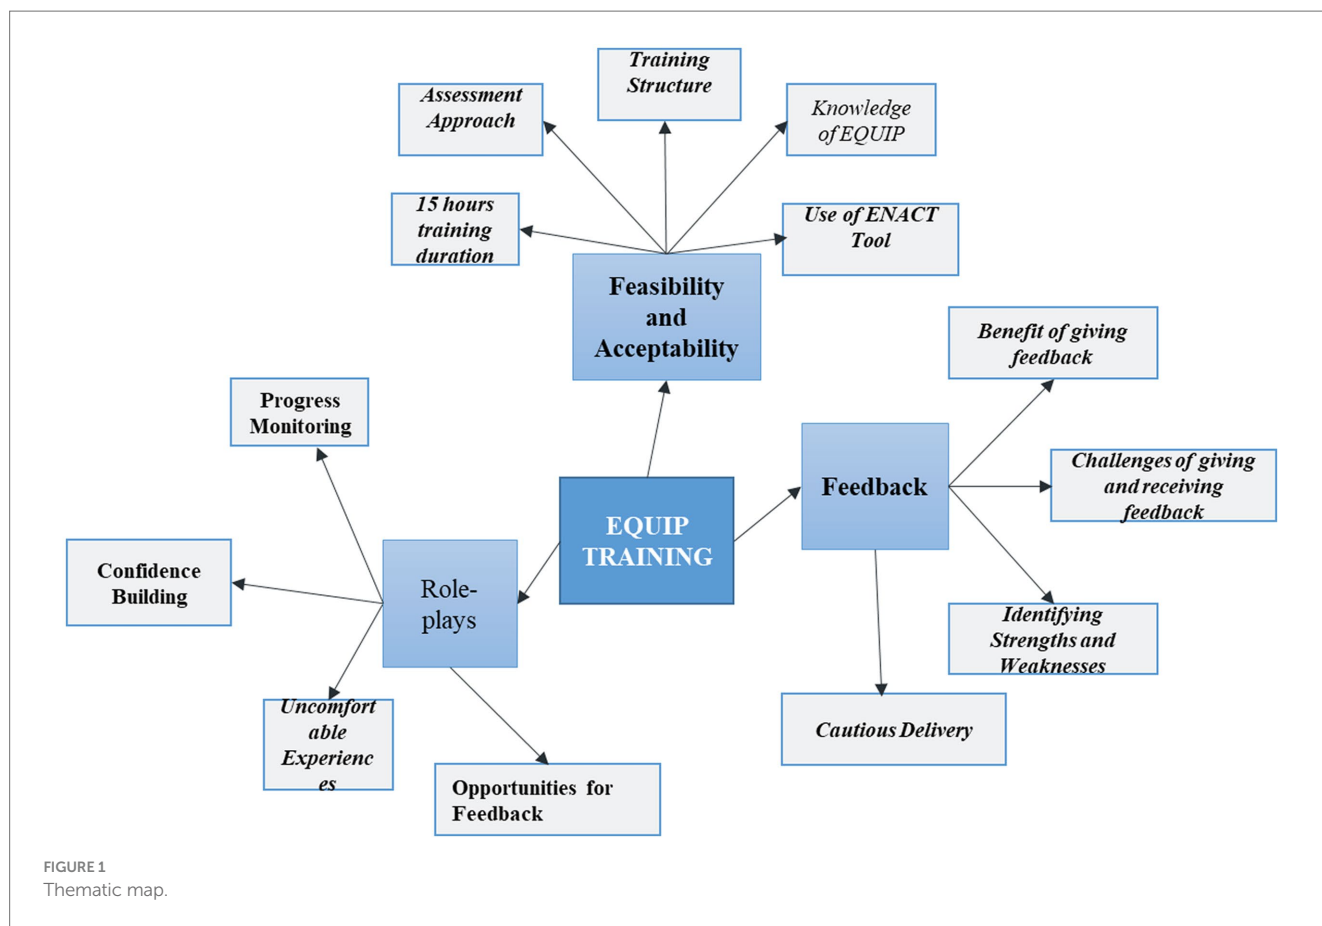 Training
Structure
Assessment
Approach
Knowledge
of EQUIP
15 hours
training
duration
Use of ENACT
Tool
Feasibility
and
Acceptability
Benefit of giving
feedback
Progress
Monitoring
Challenges of giving
and receiving
feedback
Feedback
EQUIP
TRAINING
Confidence
Building
Role-
plays
Identifying
Strengths and
Weaknesses
Uncomfort
able
Experienc
es
Cautious Delivery
Opportunities for
Feedback
FIGURE 1
Thematic map.